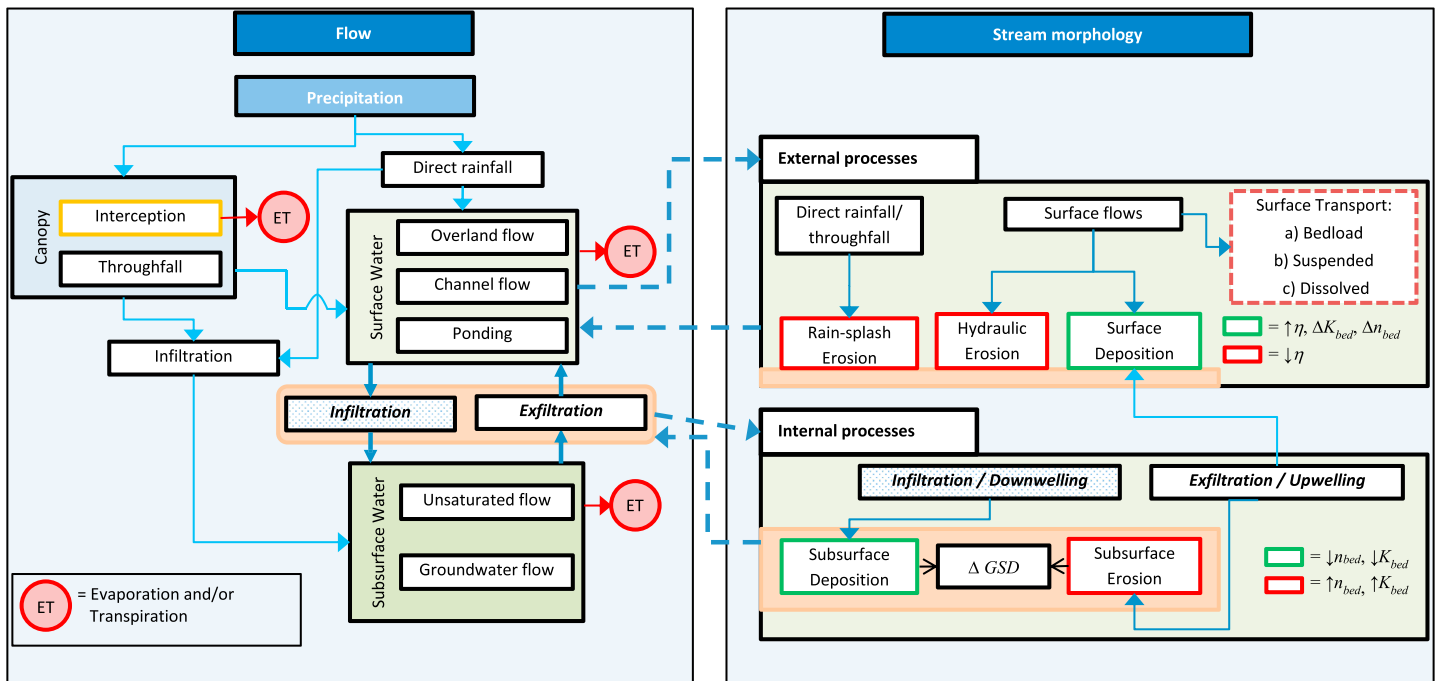 Flow
Precipitation
Direct rainfall
Canopy
Interception
ET
Throughfall
Infiltration
Surface Water
Overland flow
Channel flow
Ponding
ET
Infiltration
Exfiltration
Subsurface Water
Unsaturated flow
Groundwater flow
ET
ET
= Evaporation and/or
Transpiration
Stream morphology
External processes
Direct rainfall/
throughfall
Surface flows
Surface Transport:
a) Bedload
b) Suspended
c) Dissolved
Rain-splash
Erosion
Hydraulic
Erosion
Surface
Deposition
= ↑η, ΔK_bed, Δn_bed
= ↓η
Internal processes
Infiltration / Downwelling
Exfiltration / Upwelling
Subsurface
Deposition
Δ GSD
Subsurface
Erosion
= ↓n_bed, ↓K_bed
= ↑n_bed, ↑K_bed